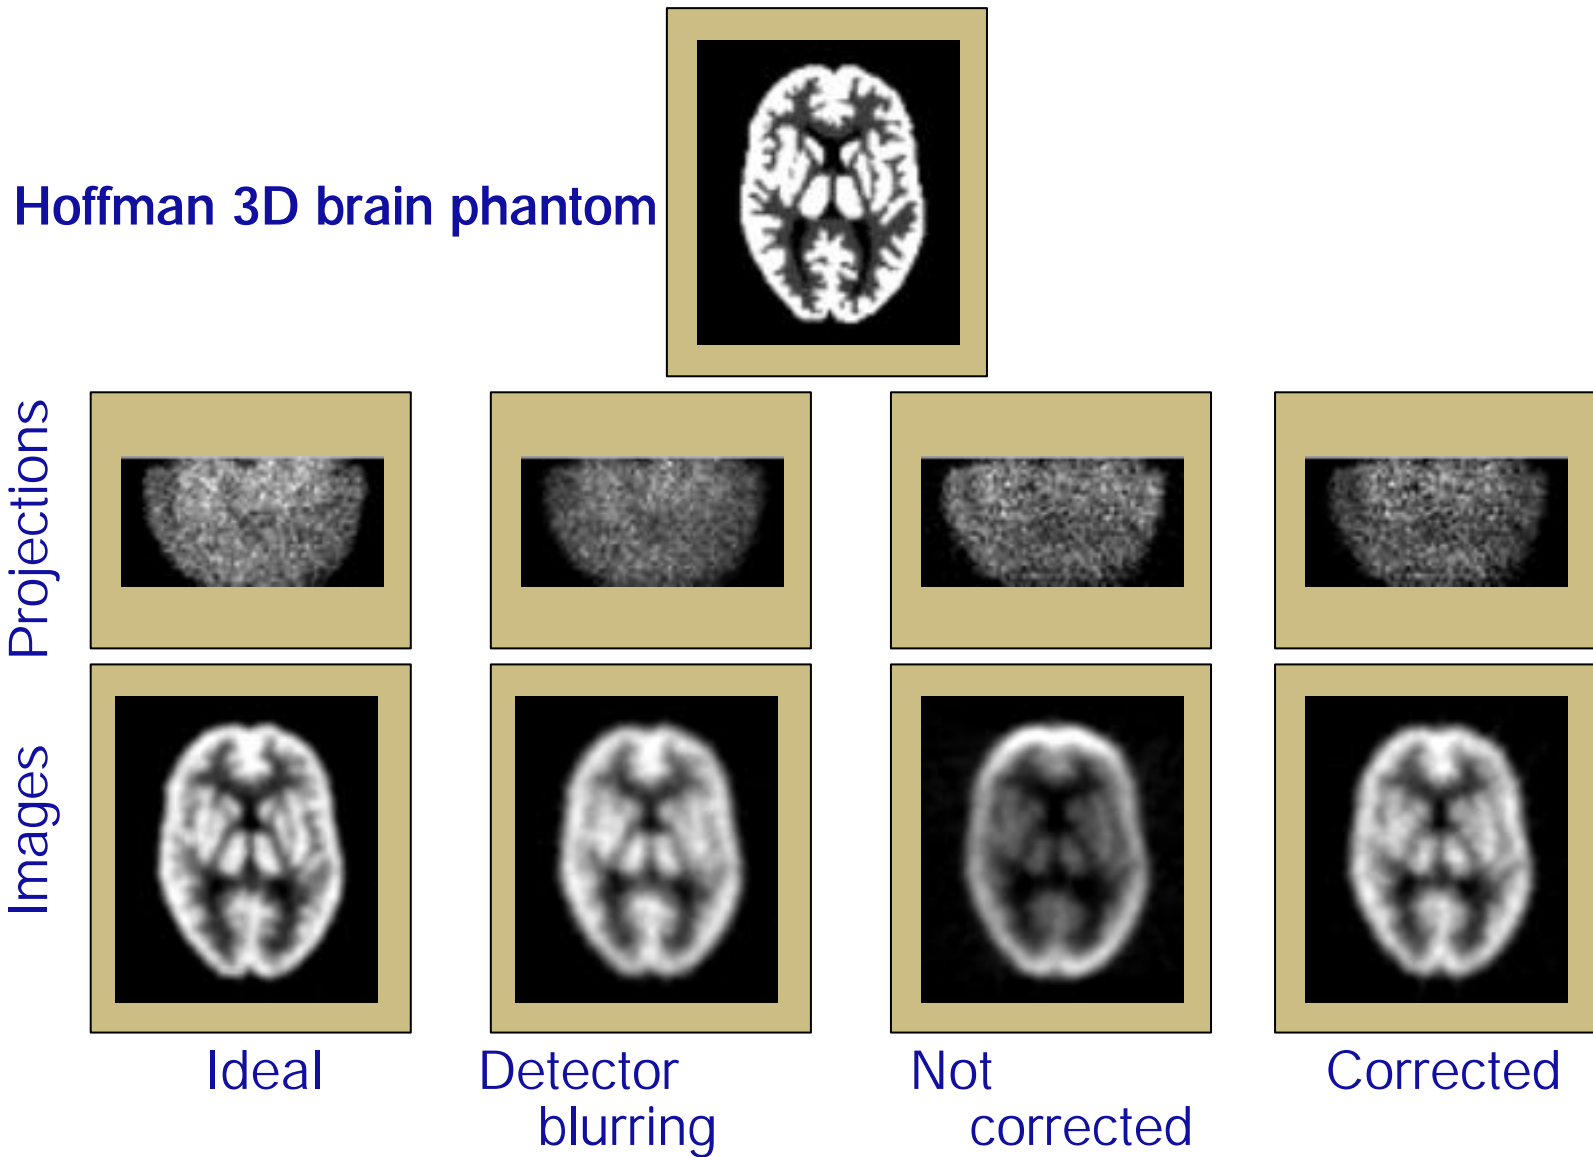 Hoffman 3D brain phantom
Projections
Images
Ideal
Detector
blurring
Not
corrected
Corrected